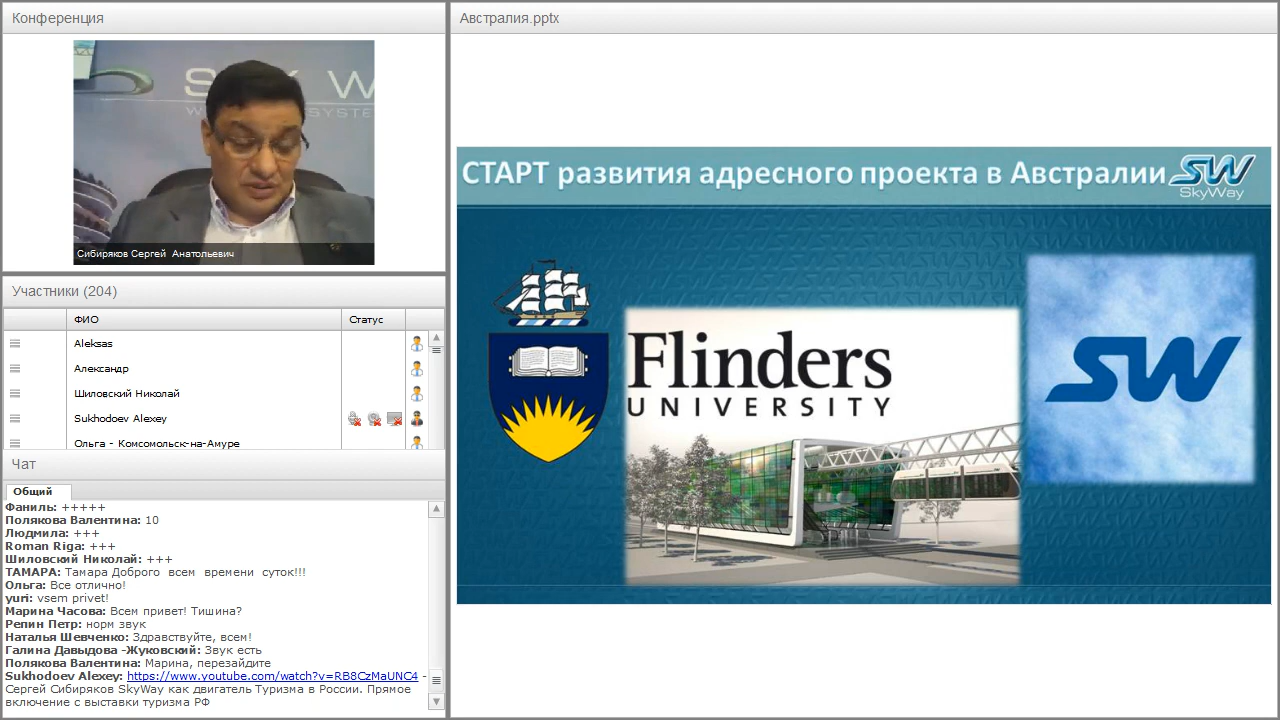 Конференция
SKY W
W SYSTE
Сибиряков Сергей Анатольевич
Участники (204)
ФИО Статус
Aleksas
Александр
Шиловский Николай
Sukhodoev Alexey
Ольга - Комсомольск-на-Амуре
Чат
Общий
Фаниль: +++++
Полякова Валентина: 10
Людмила: +++
Roman Riga: +++
Шиловский Николай: +++
ТАМАРА: Тамара Доброго всем времени суток!!!
Ольга: Все отлично!
yuri: vsem privet!
Марина Часова: Всем привет! Тишина?
Репин Петр: норм звук
Наталья Шевченко: Здравствуйте, всем!
Галина Давыдова -Жуковский: Звук есть
Полякова Валентина: Марина, перезайдите
Sukhodoev Alexey: https://www.youtube.com/watch?v=RB8CzMaUNC4 -
Сергей Сибиряков SkyWay как двигатель Туризма в России. Прямое
включение с выставки туризма РФ
Австралия.pptx
СТАРТ развития адресного проекта в Австралии
SW
SkyWay
Flinders
UNIVERSITY
SW